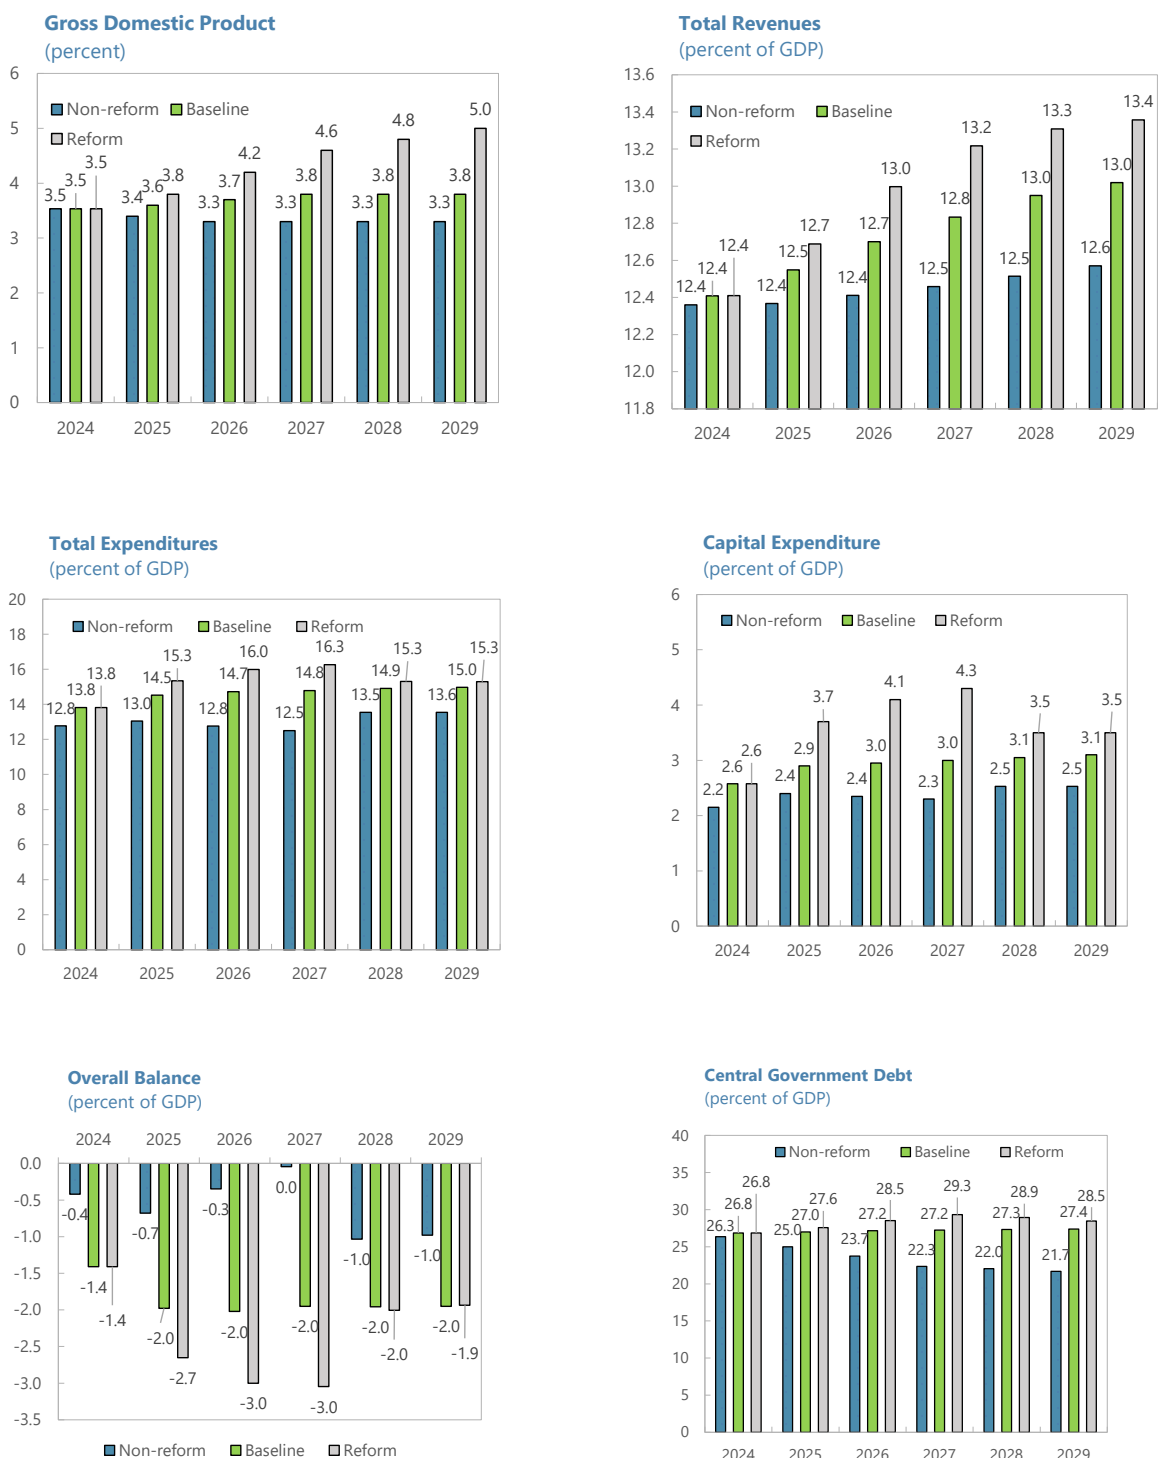 Gross Domestic Product
(percent)
6
5
4
3
2
1
0
Non-reform Baseline
Reform
3.5 3.5 3.5
3.4 3.6 3.8
3.3 3.7 4.2
3.3 3.8 4.6
3.3 3.8 4.8
3.3 3.8 5.0
2024 2025 2026 2027 2028 2029
Total Revenues
(percent of GDP)
13.6
13.4
13.2
13.0
12.8
12.6
12.4
12.2
12.0
11.8
Non-reform Baseline
Reform
12.4 12.4 12.4
12.4 12.5 12.7
12.4 12.7 13.0
12.5 12.8 13.2
12.5 13.0 13.3
12.6 13.0 13.4
2024 2025 2026 2027 2028 2029
Total Expenditures
(percent of GDP)
20
18
16
14
12
10
8
6
4
2
0
Non-reform Baseline Reform
12.8 13.8 13.8
13.0 14.5 15.3
12.8 14.7 16.0
12.5 14.8 16.3
13.5 14.9 15.3
13.6 15.0 15.3
2024 2025 2026 2027 2028 2029
Capital Expenditure
(percent of GDP)
6
5
4
3
2
1
0
Non-reform Baseline Reform
2.2 2.6 2.6
2.4 2.9 3.7
2.4 3.0 4.1
2.3 3.0 4.3
2.5 3.1 3.5
2.5 3.1 3.5
2024 2025 2026 2027 2028 2029
Overall Balance
(percent of GDP)
2024 2025 2026 2027 2028 2029
0.0
-0.5
-1.0
-1.5
-2.0
-2.5
-3.0
-3.5
-0.4 -1.4 -1.4
-0.7 -2.0 -2.7
-0.3 -2.0 -3.0
0.0 -2.0 -3.0
-1.0 -2.0 -2.0
-1.0 -2.0 -1.9
Non-reform Baseline Reform
Central Government Debt
(percent of GDP)
40
35
30
25
20
15
10
5
0
Non-reform Baseline Reform
26.3 26.8 26.8
25.0 27.0 27.6
23.7 27.2 28.5
22.3 27.2 29.3
22.0 27.3 28.9
21.7 27.4 28.5
2024 2025 2026 2027 2028 2029